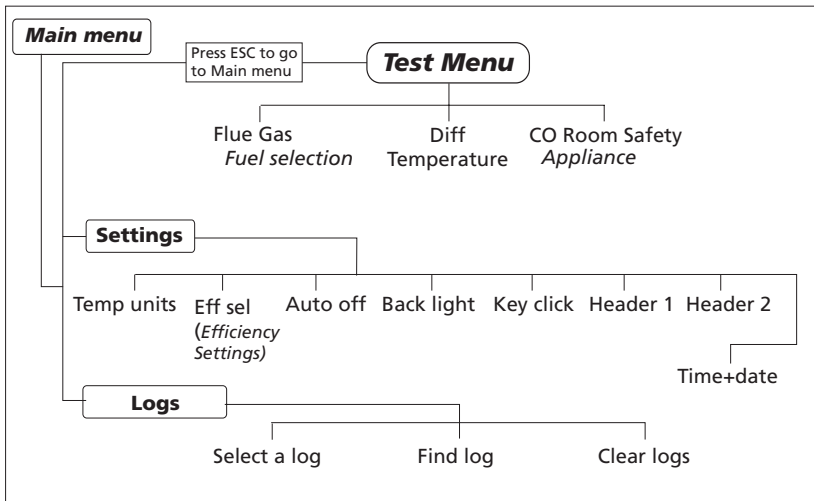 Main menu
Press ESC to go
to Main menu
Test Menu
Flue Gas
Fuel selection
Diff
Temperature
CO Room Safety
Appliance
Settings
Temp units
Eff sel
(Efficiency
Settings)
Auto off
Back light
Key click
Header 1
Header 2
Time+date
Logs
Select a log
Find log
Clear logs